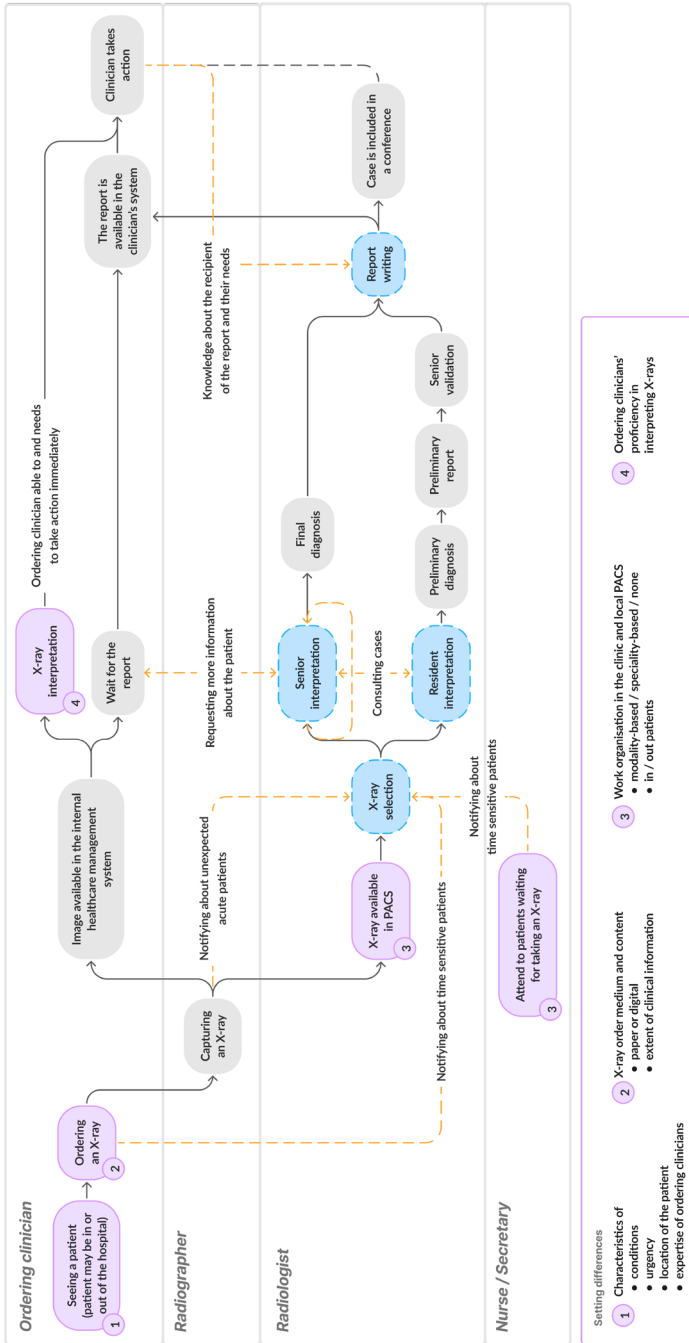 Ordering clinician
Seeing a patient
(patient may be in or
out of the hospital)
1
Ordering
an X-ray
2
Image available in the internal
healthcare management
system
X-ray
interpretation
4
Wait for the
report
Ordering clinician able to and needs
to take action immediately
The report is
available in the
clinician's system
Clinician takes
action
Radiographer
Capturing
an X-ray
Notifying about unexpected
acute patients
Requesting more information
about the patient
Knowledge about the recipient
of the report and their needs
Radiologist
X-ray available
in PACS
3
X-ray
selection
Senior
interpretation
Consulting cases
Resident
interpretation
Final
diagnosis
Preliminary
diagnosis
Preliminary
report
Senior
validation
Report
writing
Case is included in
a conference
Notifying about time sensitive patients
Notifying about
time sensitive patients
Nurse / Secretary
Attend to patients waiting
for taking an X-ray
3
Setting differences
1
Characteristics of
• conditions
• urgency
• location of the patient
• expertise of ordering clinicians
2
X-ray order medium and content
• paper or digital
• extent of clinical information
3
Work organisation in the clinic and local PACS
• modality-based / speciality-based / none
• in / out patients
4
Ordering clinicians'
proficiency in
interpreting X-rays